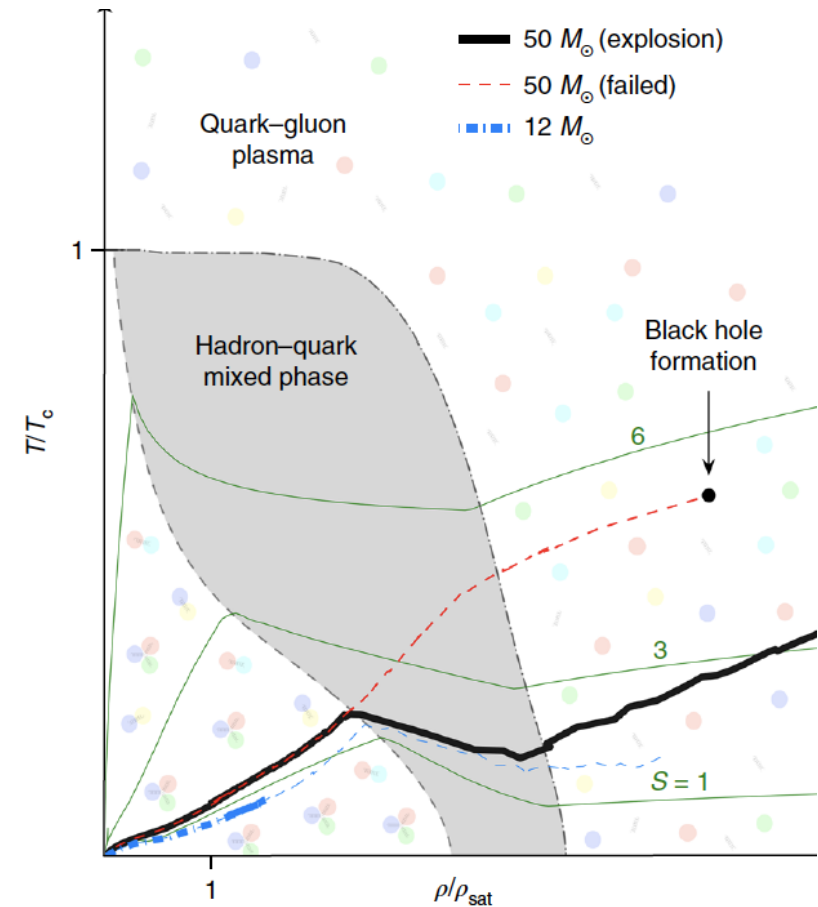 50 M☉ (explosion)
50 M☉ (failed)
12 M☉
Quark–gluon
plasma
1
Hadron–quark
mixed phase
Black hole
formation
T/Tc
6
3
S = 1
1
ρ/ρsat